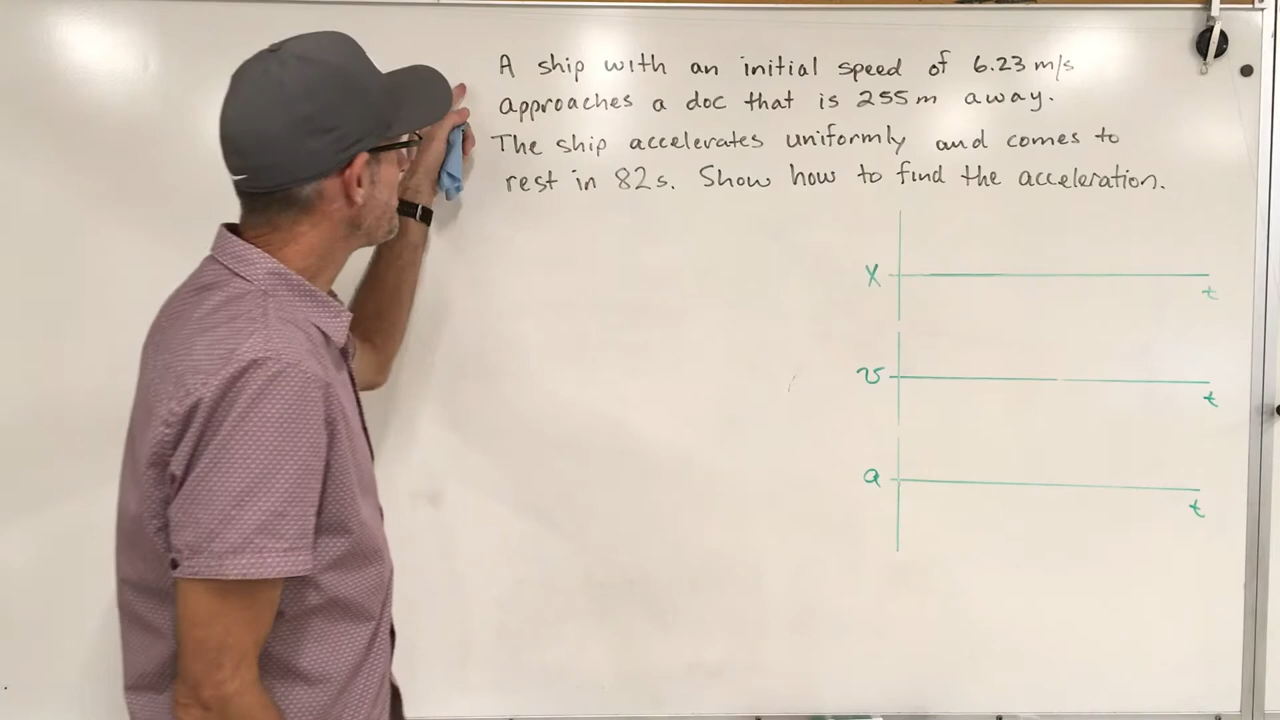 A ship with an initial speed of 6.23 m/s
approaches a doc that is 255 m away.
The ship accelerates uniformly and comes to
rest in 82 s. Show how to find the acceleration.
x
t
v
t
a
t